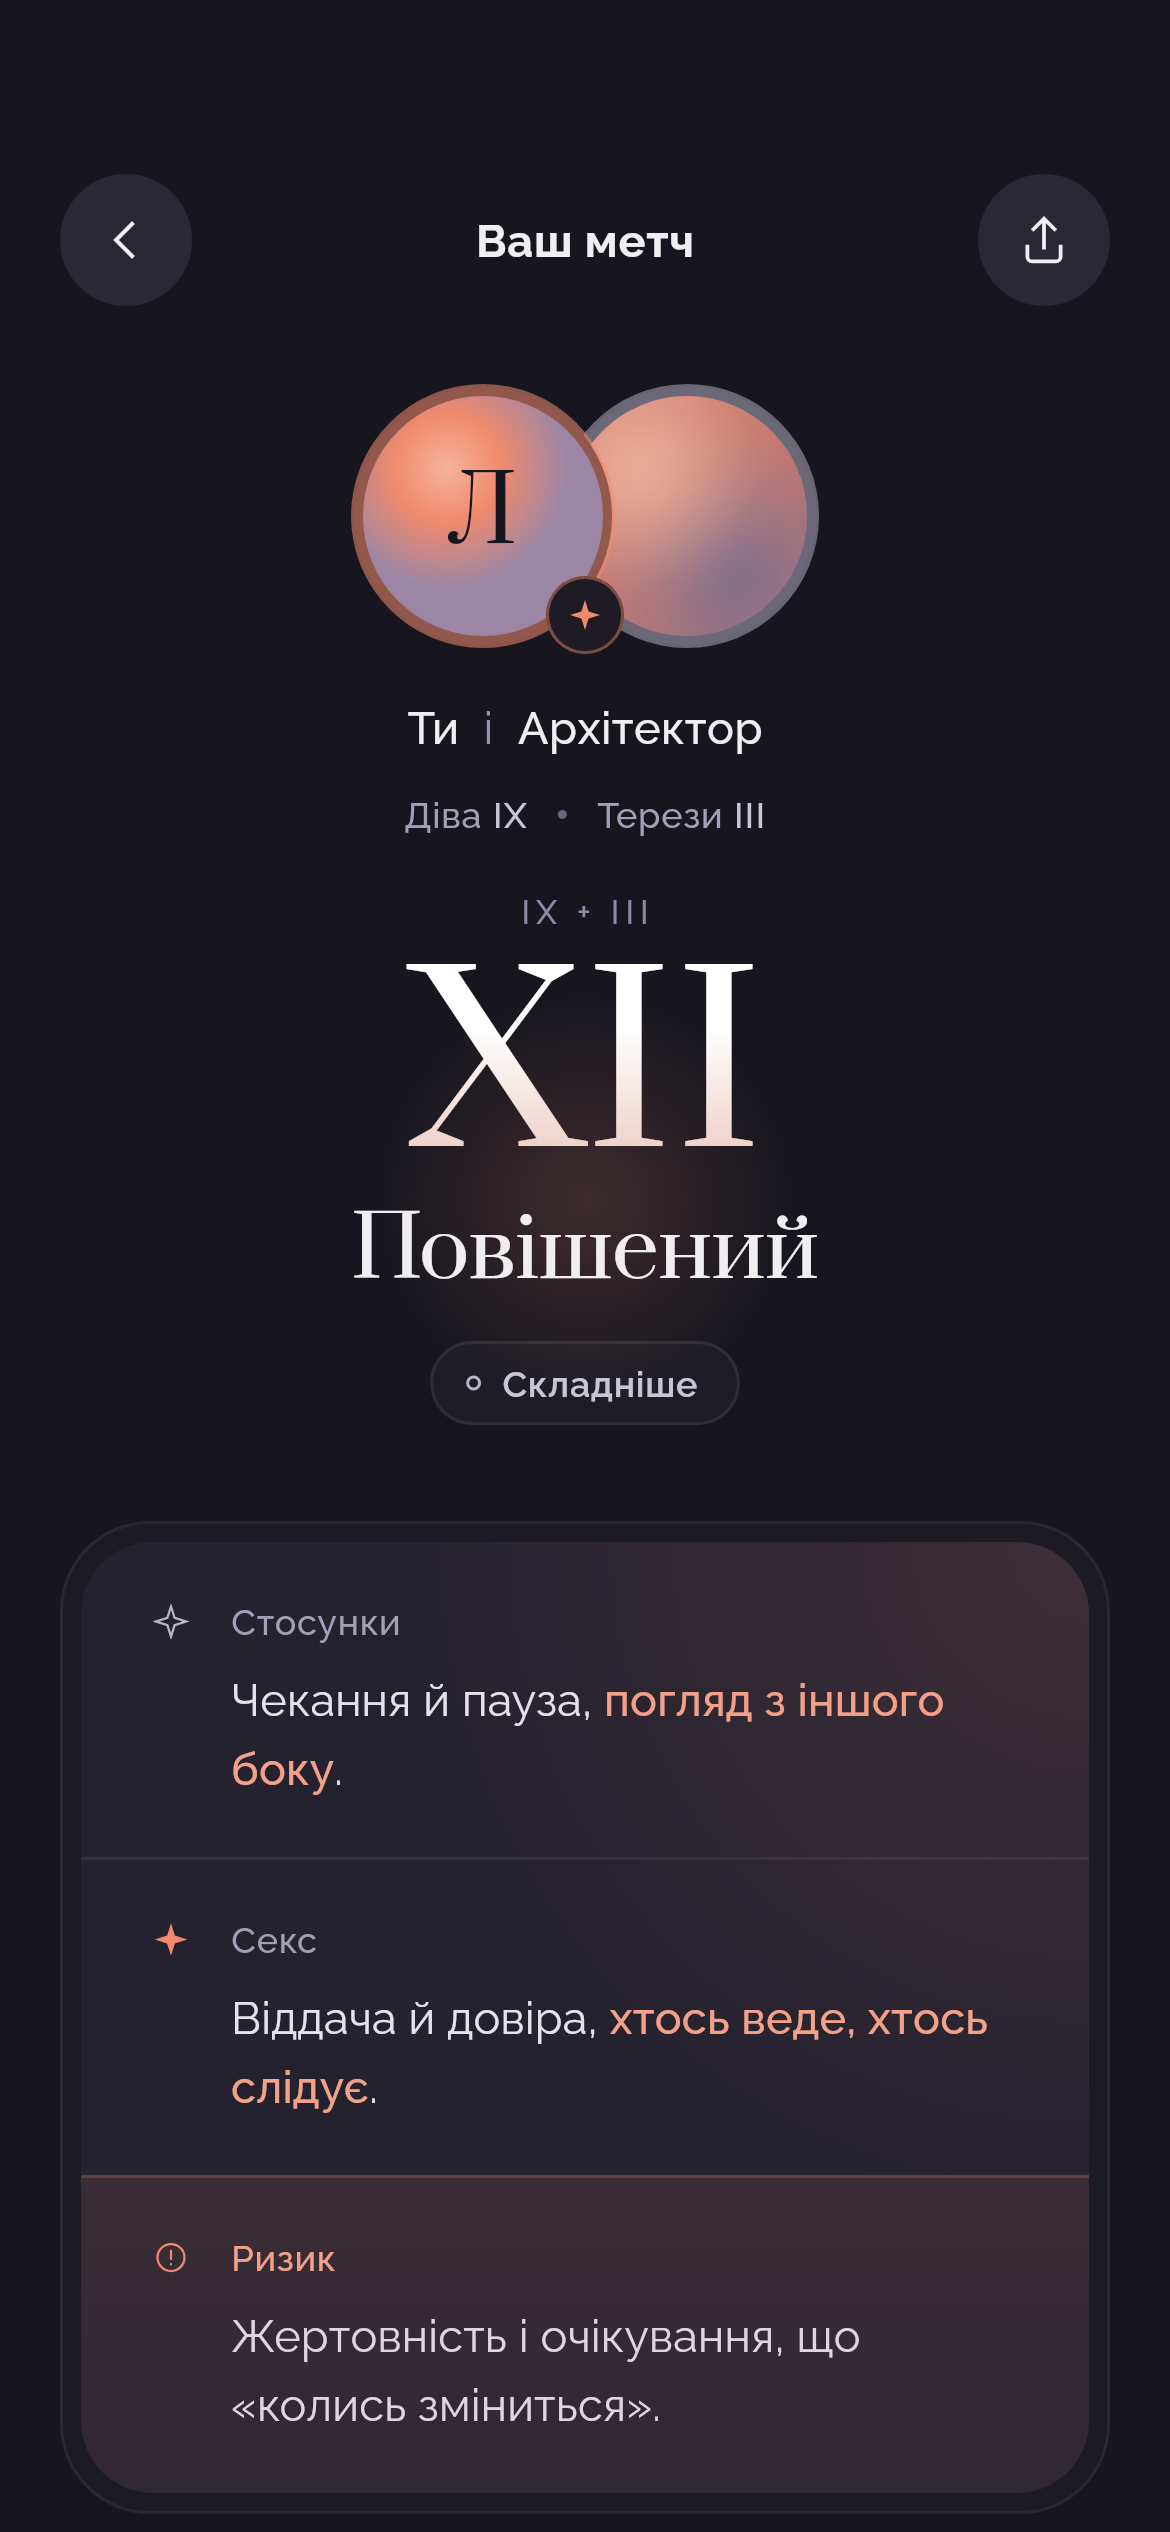 Ваш метч
Л
Ти і Архітектор
Діва IX • Терези III
IX + III
XII
Повішений
Складніше
Стосунки
Чекання й пауза, погляд з іншого
боку.
Секс
Віддача й довіра, хтось веде, хтось
слідує.
Ризик
Жертовність і очікування, що
«колись зміниться».